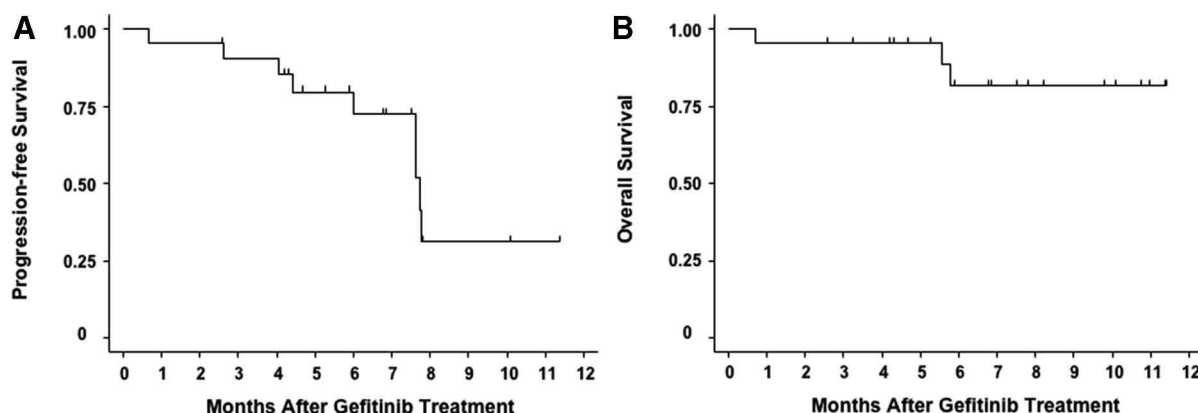 A
Progression-free Survival
1.00
0.75
0.50
0.25
0
0 1 2 3 4 5 6 7 8 9 10 11 12
Months After Gefitinib Treatment
B
Overall Survival
1.00
0.75
0.50
0.25
0
0 1 2 3 4 5 6 7 8 9 10 11 12
Months After Gefitinib Treatment